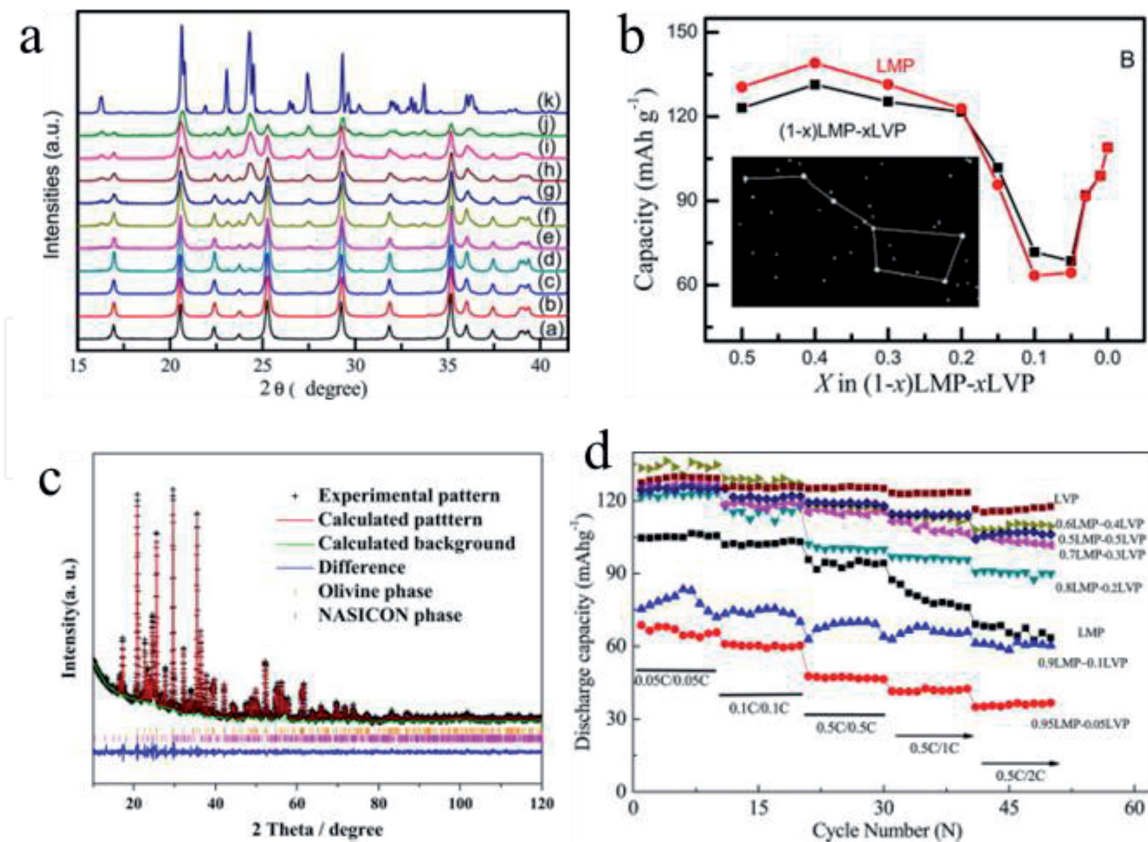 a
Intensities (a.u.)
(k)
(j)
(i)
(h)
(g)
(f)
(e)
(d)
(c)
(b)
(a)
15 20 25 30 35 40
2 θ ( degree)
b
B
LMP
(1-x)LMP-xLVP
Capacity (mAh g⁻¹)
150
120
90
60
0.5 0.4 0.3 0.2 0.1 0.0
X in (1-x)LMP-xLVP
c
Experimental pattern
Calculated patttern
Calculated background
Difference
Olivine phase
NASICON phase
Intensity(a. u.)
20 40 60 80 100 120
2 Theta / degree
d
Discharge capacity (mAhg⁻¹)
120
90
60
30
0
LVP
0.6LMP-0.4LVP
0.5LMP-0.5LVP
0.7LMP-0.3LVP
0.8LMP-0.2LVP
LMP
0.9LMP-0.1LVP
0.95LMP-0.05LVP
0.05C/0.05C
0.1C/0.1C
0.5C/0.5C
0.5C/1C
0.5C/2C
0 15 30 45 60
Cycle Number (N)